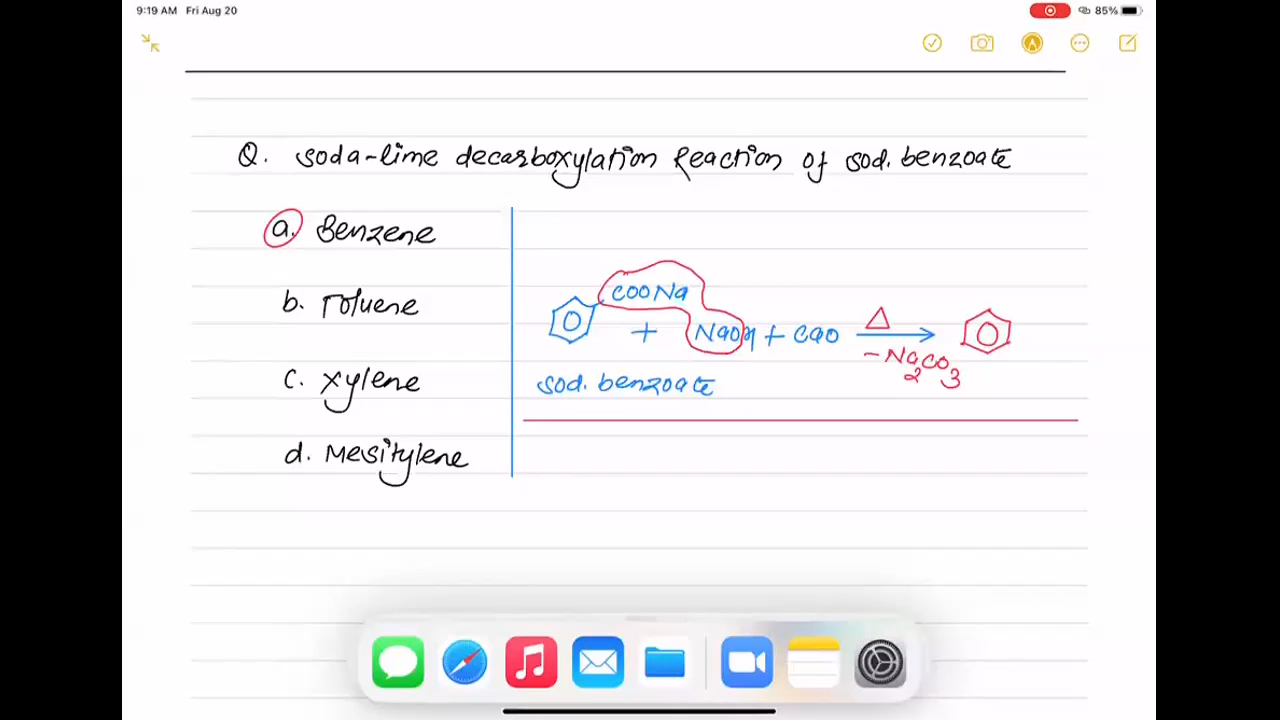 9:19 AM Fri Aug 20
85%
Q. soda-lime decarboxylation Reaction of sod. benzoate
a. Benzene
b. Toluene
c. xylene
d. Mesitylene
COONa
+ NaOH + CaO Δ
-Na2CO3
sod. benzoate